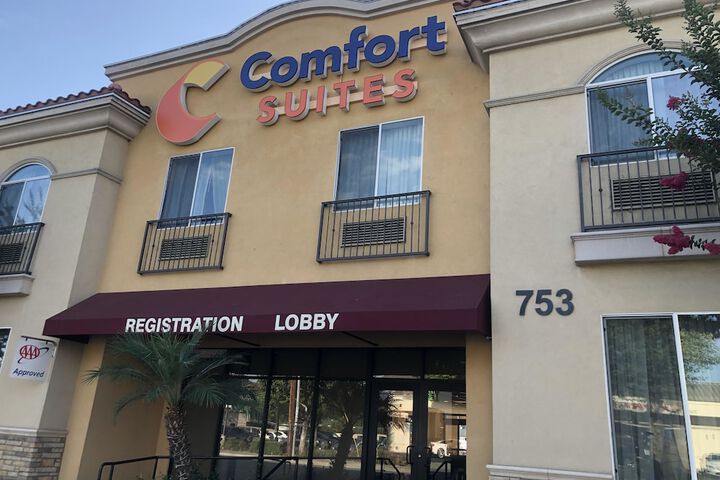 Comfort
SUITES
753
REGISTRATION LOBBY
AAA
Approved